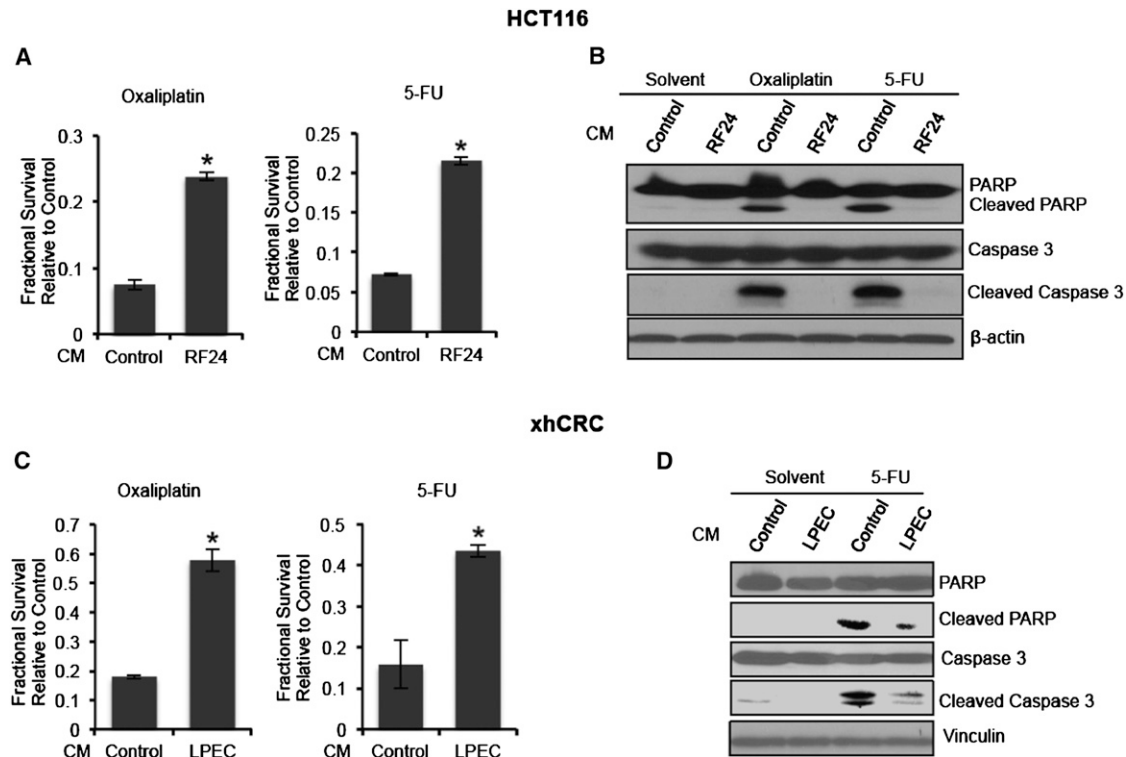 HCT116
A
Oxaliplatin
Fractional Survival
Relative to Control
0.3
0.2
0.1
0
*
CM Control RF24
5-FU
Fractional Survival
Relative to Control
0.25
0.2
0.15
0.1
0.05
0
*
CM Control RF24
B
Solvent Oxaliplatin 5-FU
CM Control RF24 Control RF24 Control RF24
PARP
Cleaved PARP
Caspase 3
Cleaved Caspase 3
β-actin
xhCRC
C
Oxaliplatin
Fractional Survival
Relative to Control
0.7
0.6
0.5
0.4
0.3
0.2
0.1
0
*
CM Control LPEC
5-FU
Fractional Survival
Relative to Control
0.5
0.4
0.3
0.2
0.1
0
*
CM Control LPEC
D
Solvent 5-FU
CM Control LPEC Control LPEC
PARP
Cleaved PARP
Caspase 3
Cleaved Caspase 3
Vinculin